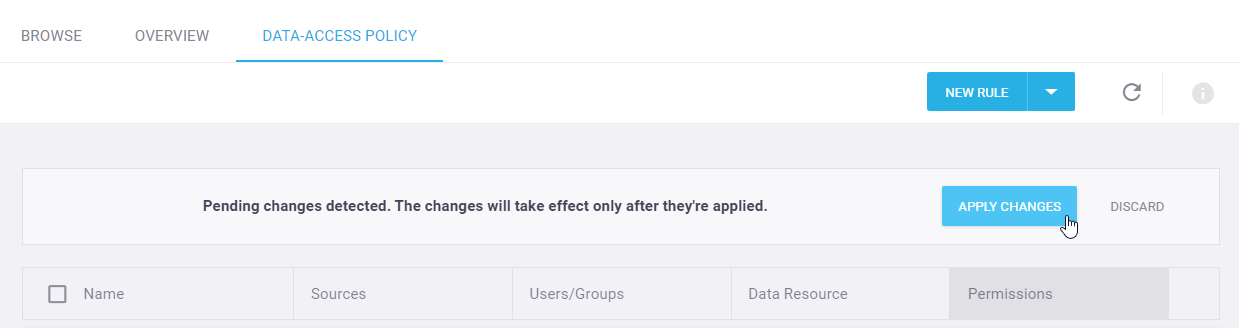 BROWSE OVERVIEW DATA-ACCESS POLICY
NEW RULE
Pending changes detected. The changes will take effect only after they're applied. APPLY CHANGES DISCARD
Name Sources Users/Groups Data Resource Permissions